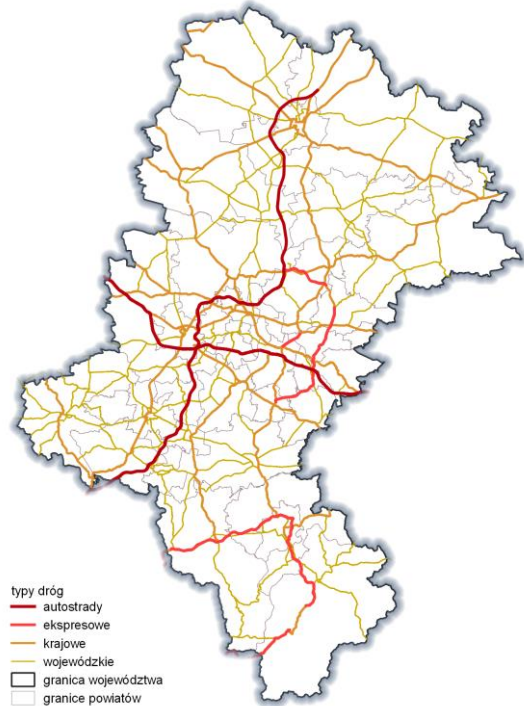 typy dróg
autostrady
ekspresowe
krajowe
wojewódzkie
granica województwa
granice powiatów